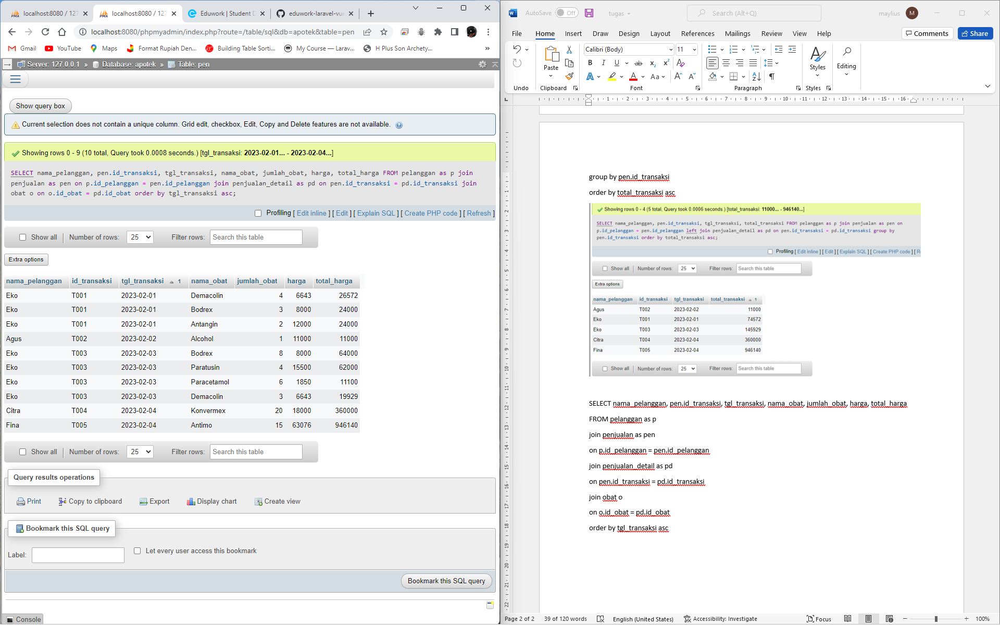 localhost:8080 / 127
localhost:8080 / 127
Eduwork | Student D
eduwork-laravel-vue
localhost:8080/phpmyadmin/index.php?route=/table/sql&db=apotek&table=pen
Gmail
YouTube
Maps
Format Rupiah Den...
Building Table Sorti...
My Course — Larav...
H Plus Son Archety...
»
Server: 127.0.0.1 » Database: apotek » Table: pen
Show query box
Current selection does not contain a unique column. Grid edit, checkbox, Edit, Copy and Delete features are not available.
Showing rows 0 - 9 (10 total, Query took 0.0008 seconds.) [tgl_transaksi: 2023-02-01... - 2023-02-04...]
SELECT nama_pelanggan, pen.id_transaksi, tgl_transaksi, nama_obat, jumlah_obat, harga, total_harga FROM pelanggan as p join
penjualan as pen on p.id_pelanggan = pen.id_pelanggan join penjualan_detail as pd on pen.id_transaksi = pd.id_transaksi join
obat o on o.id_obat = pd.id_obat order by tgl_transaksi asc;
Profiling [ Edit inline ] [ Edit ] [ Explain SQL ] [ Create PHP code ] [ Refresh ]
Show all | Number of rows: 25 Filter rows: Search this table
Extra options
nama_pelanggan id_transaksi tgl_transaksi 1 nama_obat jumlah_obat harga total_harga
Eko T001 2023-02-01 Demacolin 4 6643 26572
Eko T001 2023-02-01 Bodrex 3 8000 24000
Eko T001 2023-02-01 Antangin 2 12000 24000
Agus T002 2023-02-02 Alcohol 1 11000 11000
Eko T003 2023-02-03 Bodrex 8 8000 64000
Eko T003 2023-02-03 Paratusin 4 15500 62000
Eko T003 2023-02-03 Paracetamol 6 1850 11100
Eko T003 2023-02-03 Demacolin 3 6643 19929
Citra T004 2023-02-04 Konvermex 20 18000 360000
Fina T005 2023-02-04 Antimo 15 63076 946140
Show all | Number of rows: 25 Filter rows: Search this table
Query results operations
Print Copy to clipboard Export Display chart Create view
Bookmark this SQL query
Label: Let every user access this bookmark
Bookmark this SQL query
Console
AutoSave Off tugas Search (Alt+Q) maylius M
File Home Insert Draw Design Layout References Mailings Review View Help Comments Share
Calibri (Body) 11
Paste Styles Editing
Undo Clipboard Font Paragraph Styles
1 2 3 4 5 6 7 8 9 10 11 12 13 14 15 16
group by pen.id_transaksi
order by total_transaksi asc
Showing rows 0 - 4 (5 total, Query took 0.0006 seconds.) [total_transaksi: 11000... - 946140...]
SELECT nama_pelanggan, pen.id_transaksi, tgl_transaksi, total_transaksi FROM pelanggan as p join penjualan as pen on
p.id_pelanggan = pen.id_pelanggan left join penjualan_detail as pd on pen.id_transaksi = pd.id_transaksi group by
pen.id_transaksi order by total_transaksi asc;
Profiling [ Edit inline ] [ Edit ] [ Explain SQL ] [ Create PHP code ] [ R
Show all | Number of rows: 25 Filter rows: Search this table
Extra options
nama_pelanggan id_transaksi tgl_transaksi total_transaksi 1
Agus T002 2023-02-02 11000
Eko T001 2023-02-01 74572
Eko T003 2023-02-03 145929
Citra T004 2023-02-04 360000
Fina T005 2023-02-04 946140
Show all | Number of rows: 25 Filter rows: Search this table
SELECT nama_pelanggan, pen.id_transaksi, tgl_transaksi, nama_obat, jumlah_obat, harga, total_harga
FROM pelanggan as p
join penjualan as pen
on p.id_pelanggan = pen.id_pelanggan
join penjualan_detail as pd
on pen.id_transaksi = pd.id_transaksi
join obat o
on o.id_obat = pd.id_obat
order by tgl_transaksi asc
Page 2 of 2 39 of 120 words English (United States) Accessibility: Investigate Focus 100%